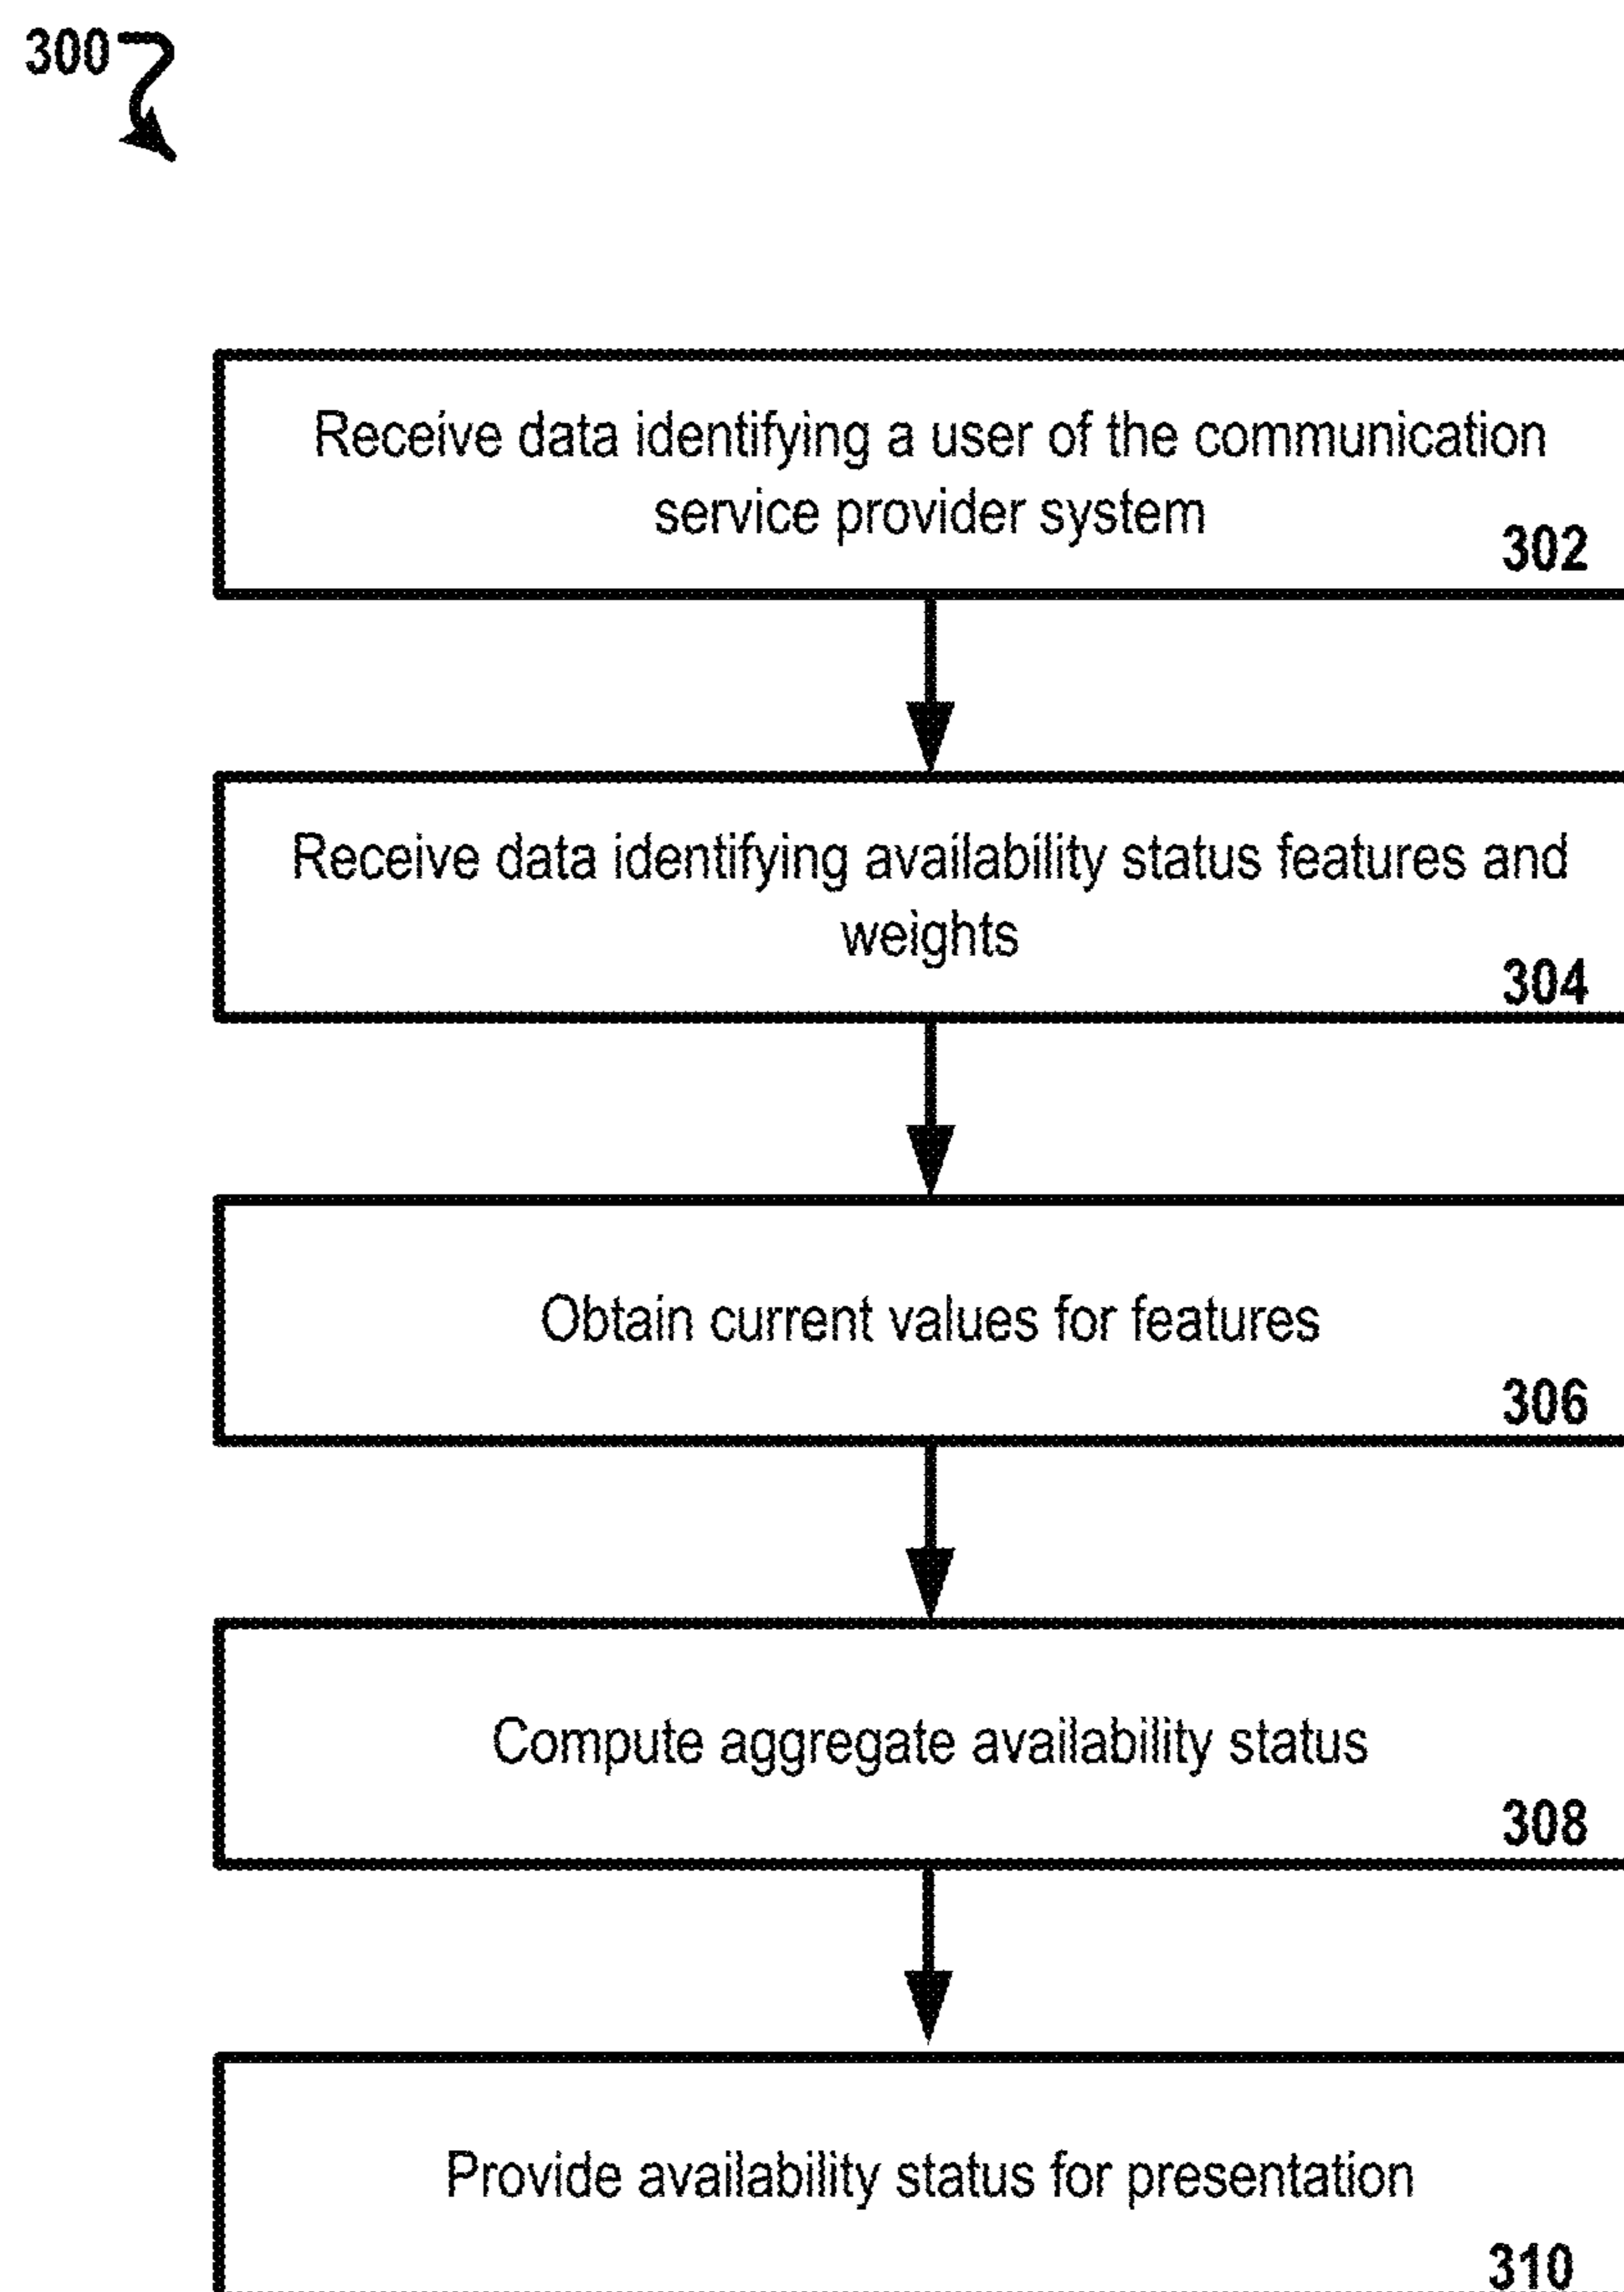 300
Receive data identifying a user of the communication
service provider system
302
Receive data identifying availability status features and
weights
304
Obtain current values for features
306
Compute aggregate availability status
308
Provide availability status for presentation
310